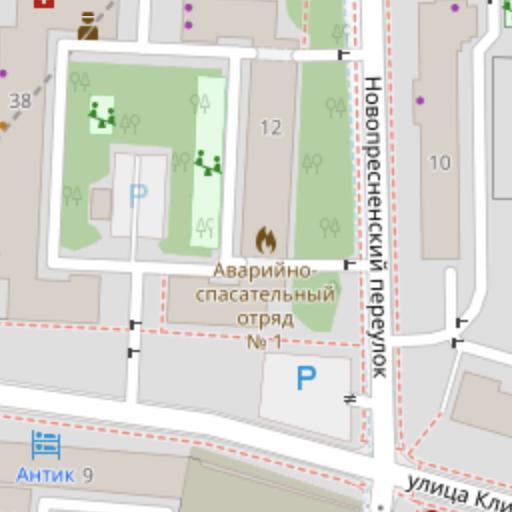 38
12
10
P
Новопресненский переулок
Аварийно-
спасательный
отряд
№ 1
P
Антик 9
улица Кли